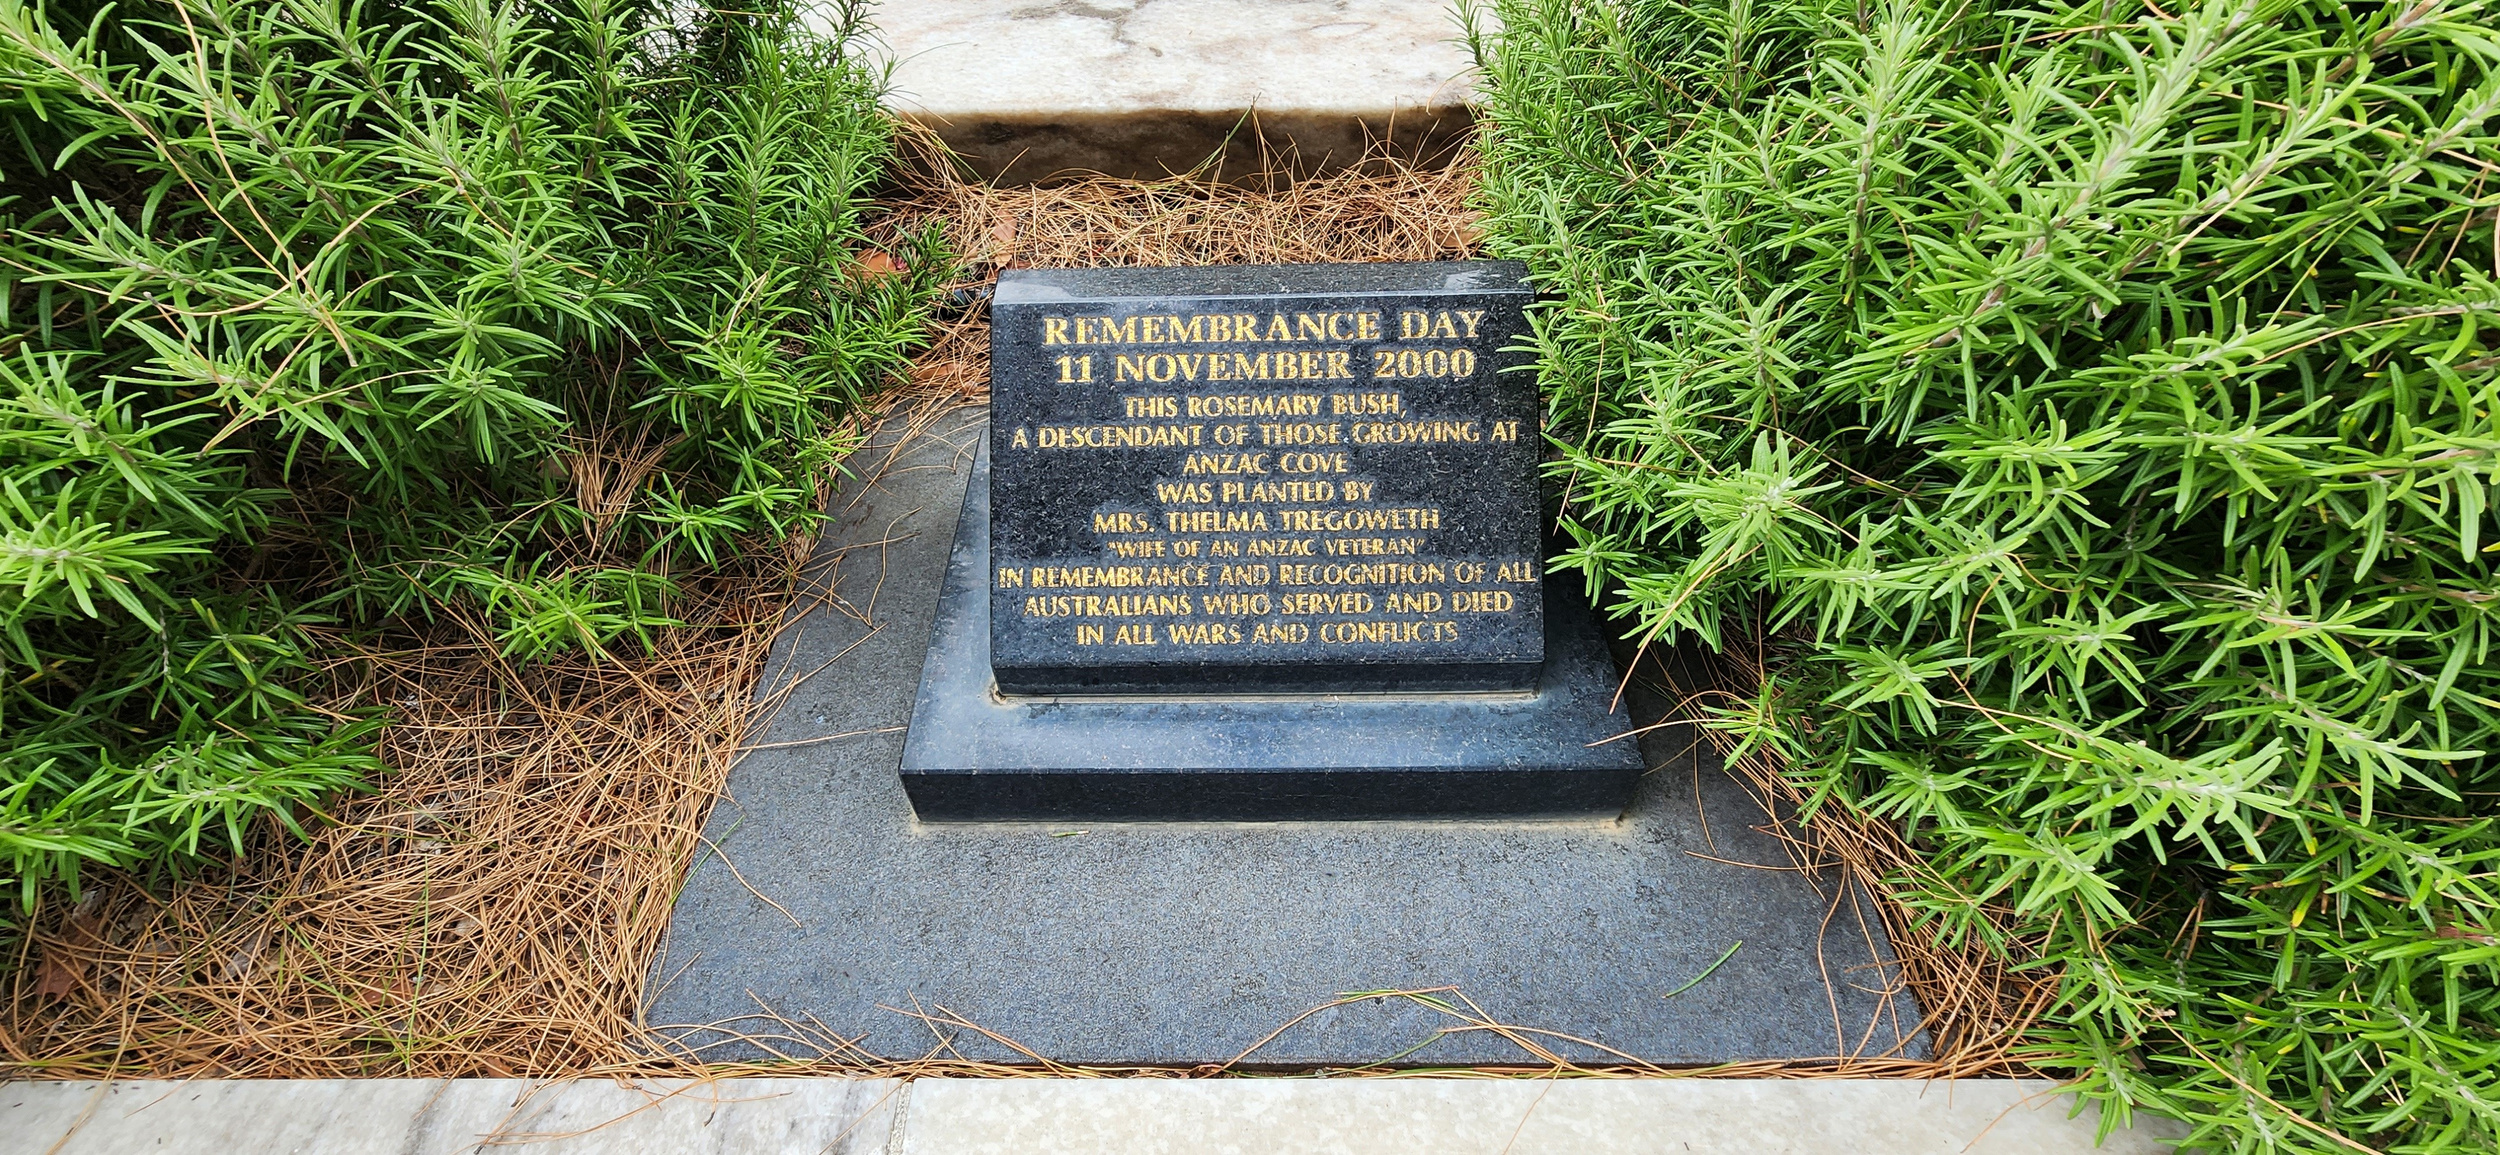 REMEMBRANCE DAY
11 NOVEMBER 2000
THIS ROSEMARY BUSH,
A DESCENDANT OF THOSE GROWING AT
ANZAC COVE
WAS PLANTED BY
MRS. THELMA TREGOWETH
"WIFE OF AN ANZAC VETERAN"
IN REMEMBRANCE AND RECOGNITION OF ALL
AUSTRALIANS WHO SERVED AND DIED
IN ALL WARS AND CONFLICTS